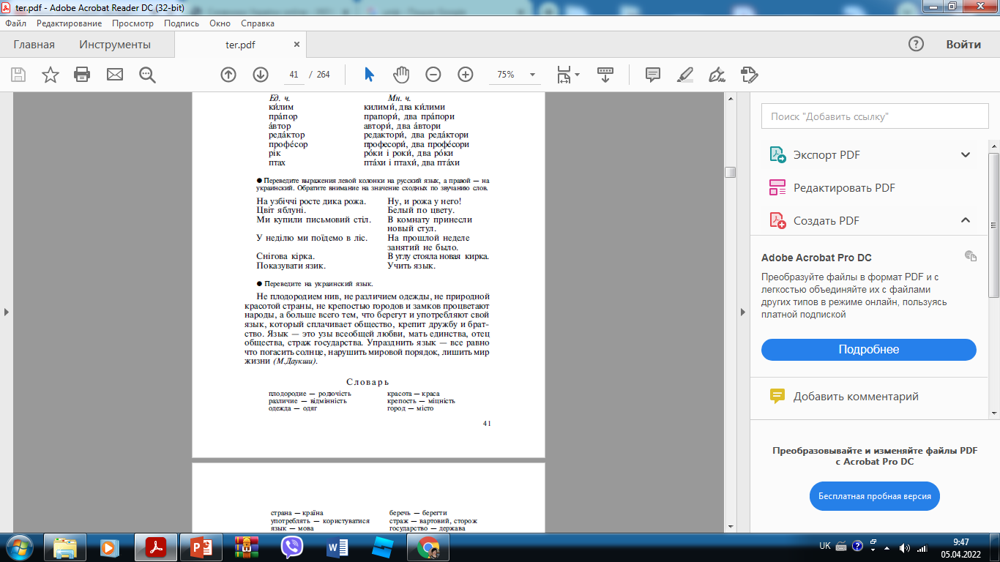 ter.pdf - Adobe Acrobat Reader DC (32-bit)
Файл Редактирование Просмотр Подпись Окно Справка
Главная Инструменты ter.pdf × ? Войти
41 / 264 75%
Ед. ч. Мн. ч.
ки́лим килими́, два ки́лими
пра́пор прапори́, два пра́пори
а́втор автори́, два а́втори
реда́ктор редактори́, два реда́ктори
профе́сор професори́, два профе́сори
рік ро́ки і роки́, два ро́ки
птах пта́хи і птахи́, два пта́хи
● Переведите выражения левой колонки на русский язык, а правой — на
украинский. Обратите внимание на значение сходных по звучанию слов.
На узбіччі росте дика рожа. Ну, и рожа у него!
Цвіт яблуні. Белый по цвету.
Ми купили письмовий стіл. В комнату принесли
новый стул.
У неділю ми поїдемо в ліс. На прошлой неделе
занятий не было.
Снігова кірка. В углу стояла новая кирка.
Показувати язик. Учить язык.
● Переведите на украинский язык.
Не плодородием нив, не различием одежды, не природной
красотой страны, не крепостью городов и замков процветают
народы, а больше всего тем, что берегут и употребляют свой
язык, который сплачивает общество, крепит дружбу и брат-
ство. Язык — это узы всеобщей любви, мать единства, отец
общества, страж государства. Упразднить язык — все равно
что погасить солнце, нарушить мировой порядок, лишить мир
жизни (М.Даукши).
Словарь
плодородие — родючість красота — краса
различие — відмінність крепость — міцність
одежда — одяг город — місто
41
страна — країна беречь — берегти
употреблять — користуватися страж — вартовий, сторож
язык — мова государство — держава
Поиск "Добавить ссылку"
Экспорт PDF
Редактировать PDF
Создать PDF
Adobe Acrobat Pro DC
Преобразуйте файлы в формат PDF и с
легкостью объединяйте их с файлами
других типов в режиме онлайн, пользуясь
платной подпиской
Подробнее
Добавить комментарий
Преобразовывайте и изменяйте файлы PDF
с Acrobat Pro DC
Бесплатная пробная версия
UK 9:47
05.04.2022